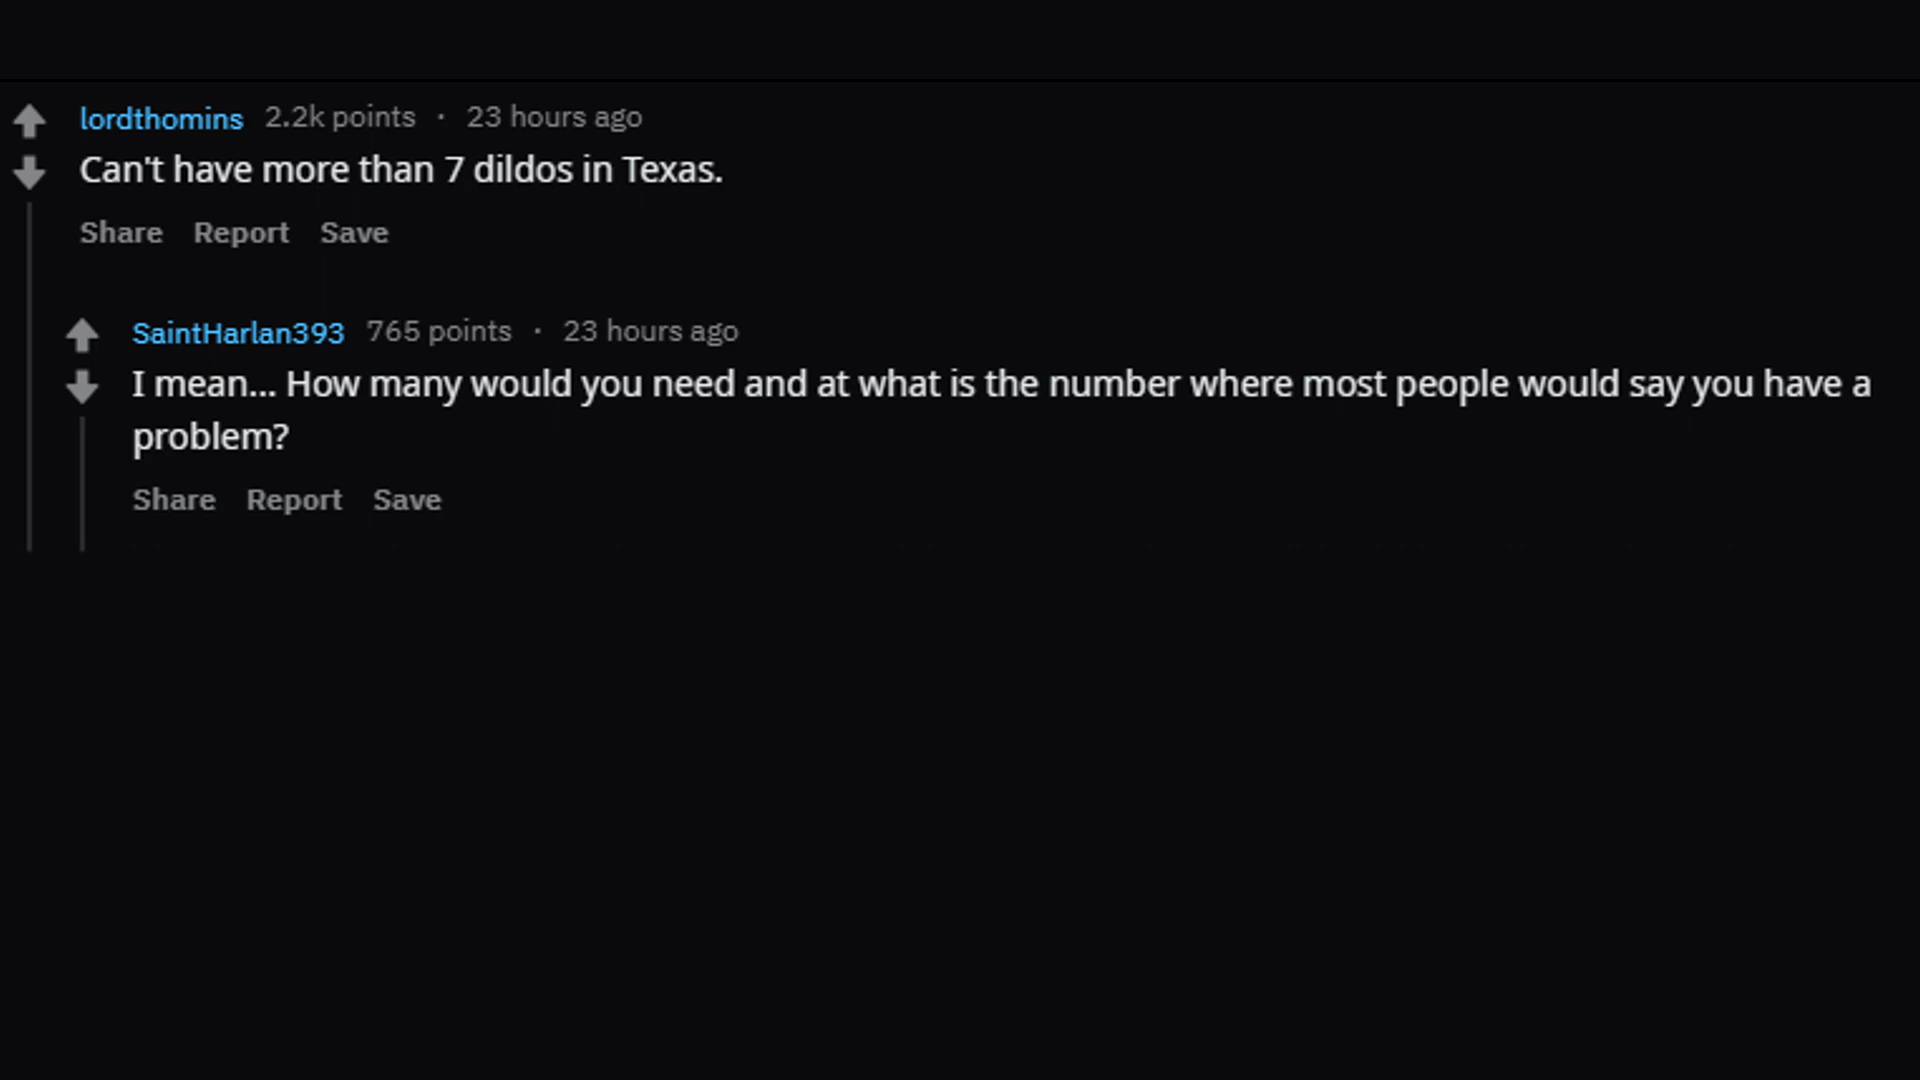 lordthomins 2.2k points · 23 hours ago
Can't have more than 7 dildos in Texas.
Share Report Save
SaintHarlan393 765 points · 23 hours ago
I mean... How many would you need and at what is the number where most people would say you have a
problem?
Share Report Save